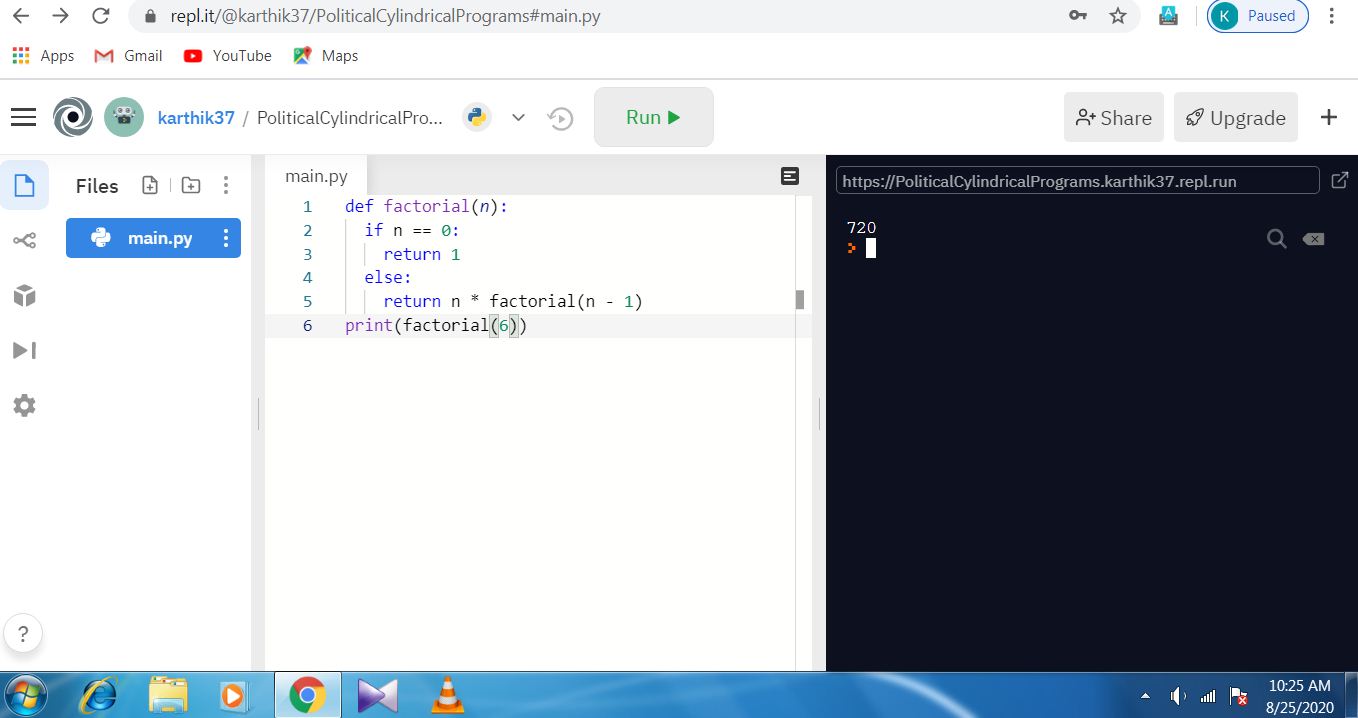 repl.it/@karthik37/PoliticalCylindricalPrograms#main.py
K Paused
Apps Gmail YouTube Maps
karthik37 / PoliticalCylindricalPro...
Run
Share
Upgrade
+
Files
main.py
main.py
1 def factorial(n):
2 if n == 0:
3 return 1
4 else:
5 return n * factorial(n - 1)
6 print(factorial(6))
https://PoliticalCylindricalPrograms.karthik37.repl.run
720
>
?
10:25 AM
8/25/2020